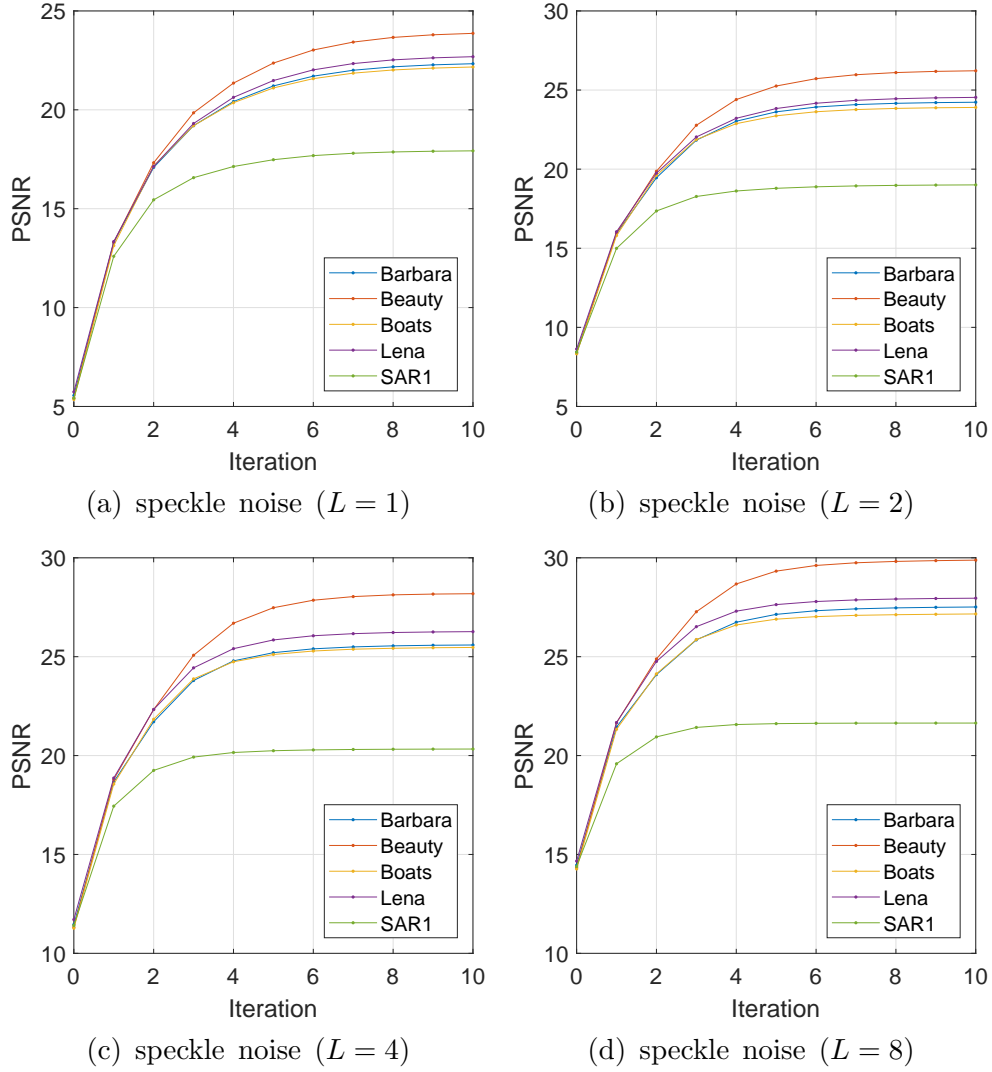 25
20
15
10
5
PSNR
0 2 4 6 8 10
Iteration
Barbara
Beauty
Boats
Lena
SAR1
(a) speckle noise (L = 1)
30
25
20
15
10
5
PSNR
0 2 4 6 8 10
Iteration
Barbara
Beauty
Boats
Lena
SAR1
(b) speckle noise (L = 2)
30
25
20
15
10
PSNR
0 2 4 6 8 10
Iteration
Barbara
Beauty
Boats
Lena
SAR1
(c) speckle noise (L = 4)
30
25
20
15
10
PSNR
0 2 4 6 8 10
Iteration
Barbara
Beauty
Boats
Lena
SAR1
(d) speckle noise (L = 8)